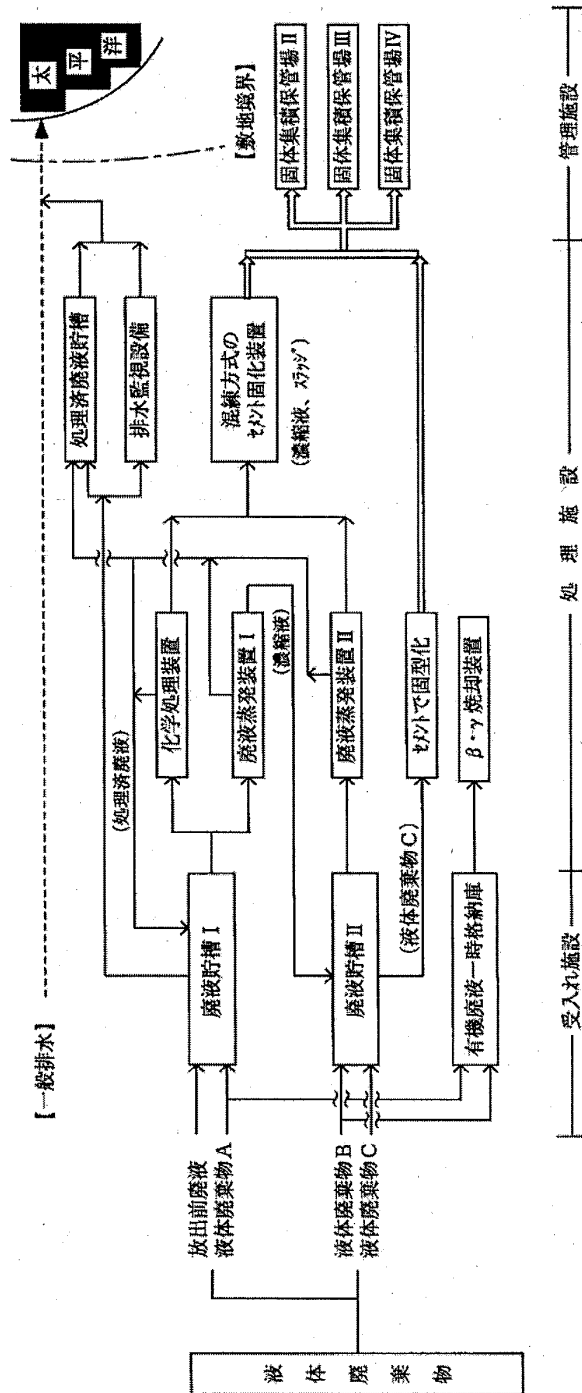 液体廃棄物
放出前廃液
液体廃棄物A
液体廃棄物B
液体廃棄物C
【一般排水】
(処理済廃液)
廃液貯槽Ⅰ
廃液貯槽Ⅱ
(液体廃棄物C)
有機廃液一時格納庫
化学処理装置
廃液蒸発装置Ⅰ
(濃縮液)
廃液蒸発装置Ⅱ
セメントで固型化
β・γ焼却装置
処理済廃液貯槽
排水監視設備
混練方式の
セメント固化装置
(濃縮液、スラッジ)
太
平
洋
【敷地境界】
固体集積保管場Ⅱ
固体集積保管場Ⅲ
固体集積保管場Ⅳ
受入れ施設
処理施設
管理施設